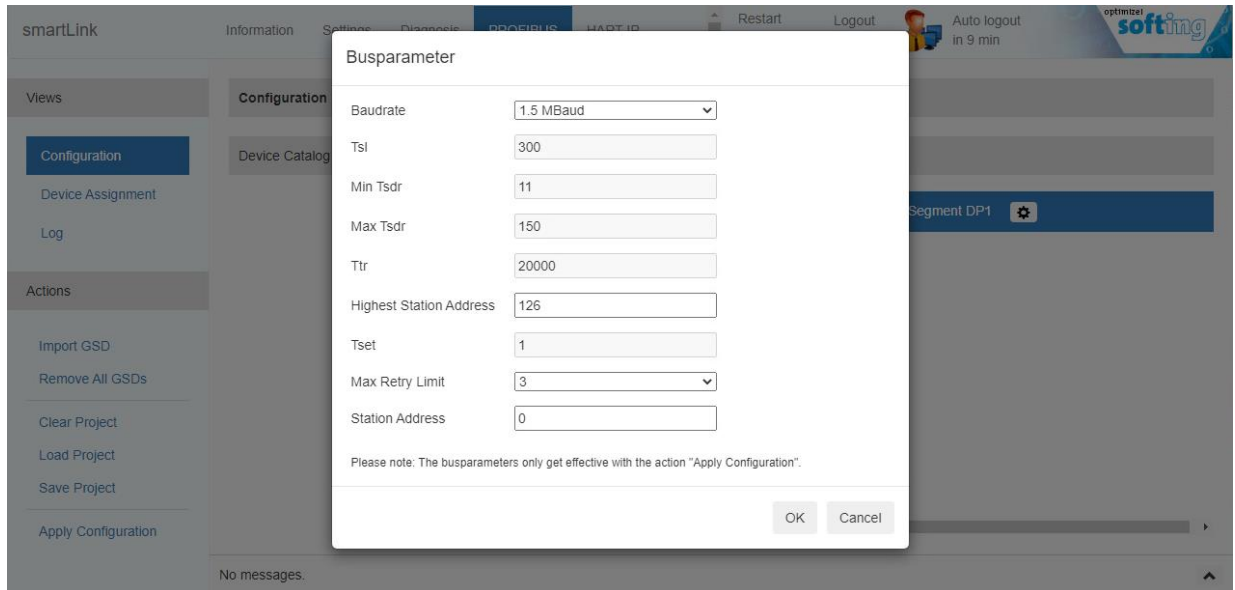 smartLink
Information Settings Diagnosis PROFIBUS HART IP
Restart
Logout
Auto logout
in 9 min
optimize!
softing
Views
Configuration
Device Assignment
Log
Actions
Import GSD
Remove All GSDs
Clear Project
Load Project
Save Project
Apply Configuration
Configuration
Device Catalog
Segment DP1
Busparameter
Baudrate 1.5 MBaud
Tsl 300
Min Tsdr 11
Max Tsdr 150
Ttr 20000
Highest Station Address 126
Tset 1
Max Retry Limit 3
Station Address 0
Please note: The busparameters only get effective with the action "Apply Configuration".
OK Cancel
No messages.